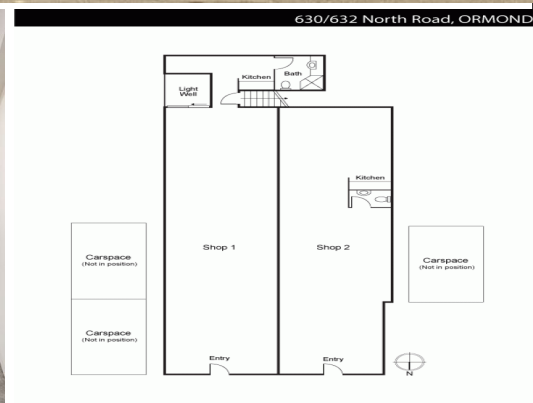 630/632 North Road, ORMOND
Kitchen
Bath
Light
Well
Kitchen
Shop 1
Shop 2
Carspace
(Not in position)
Carspace
(Not in position)
Carspace
(Not in position)
Entry
Entry
N